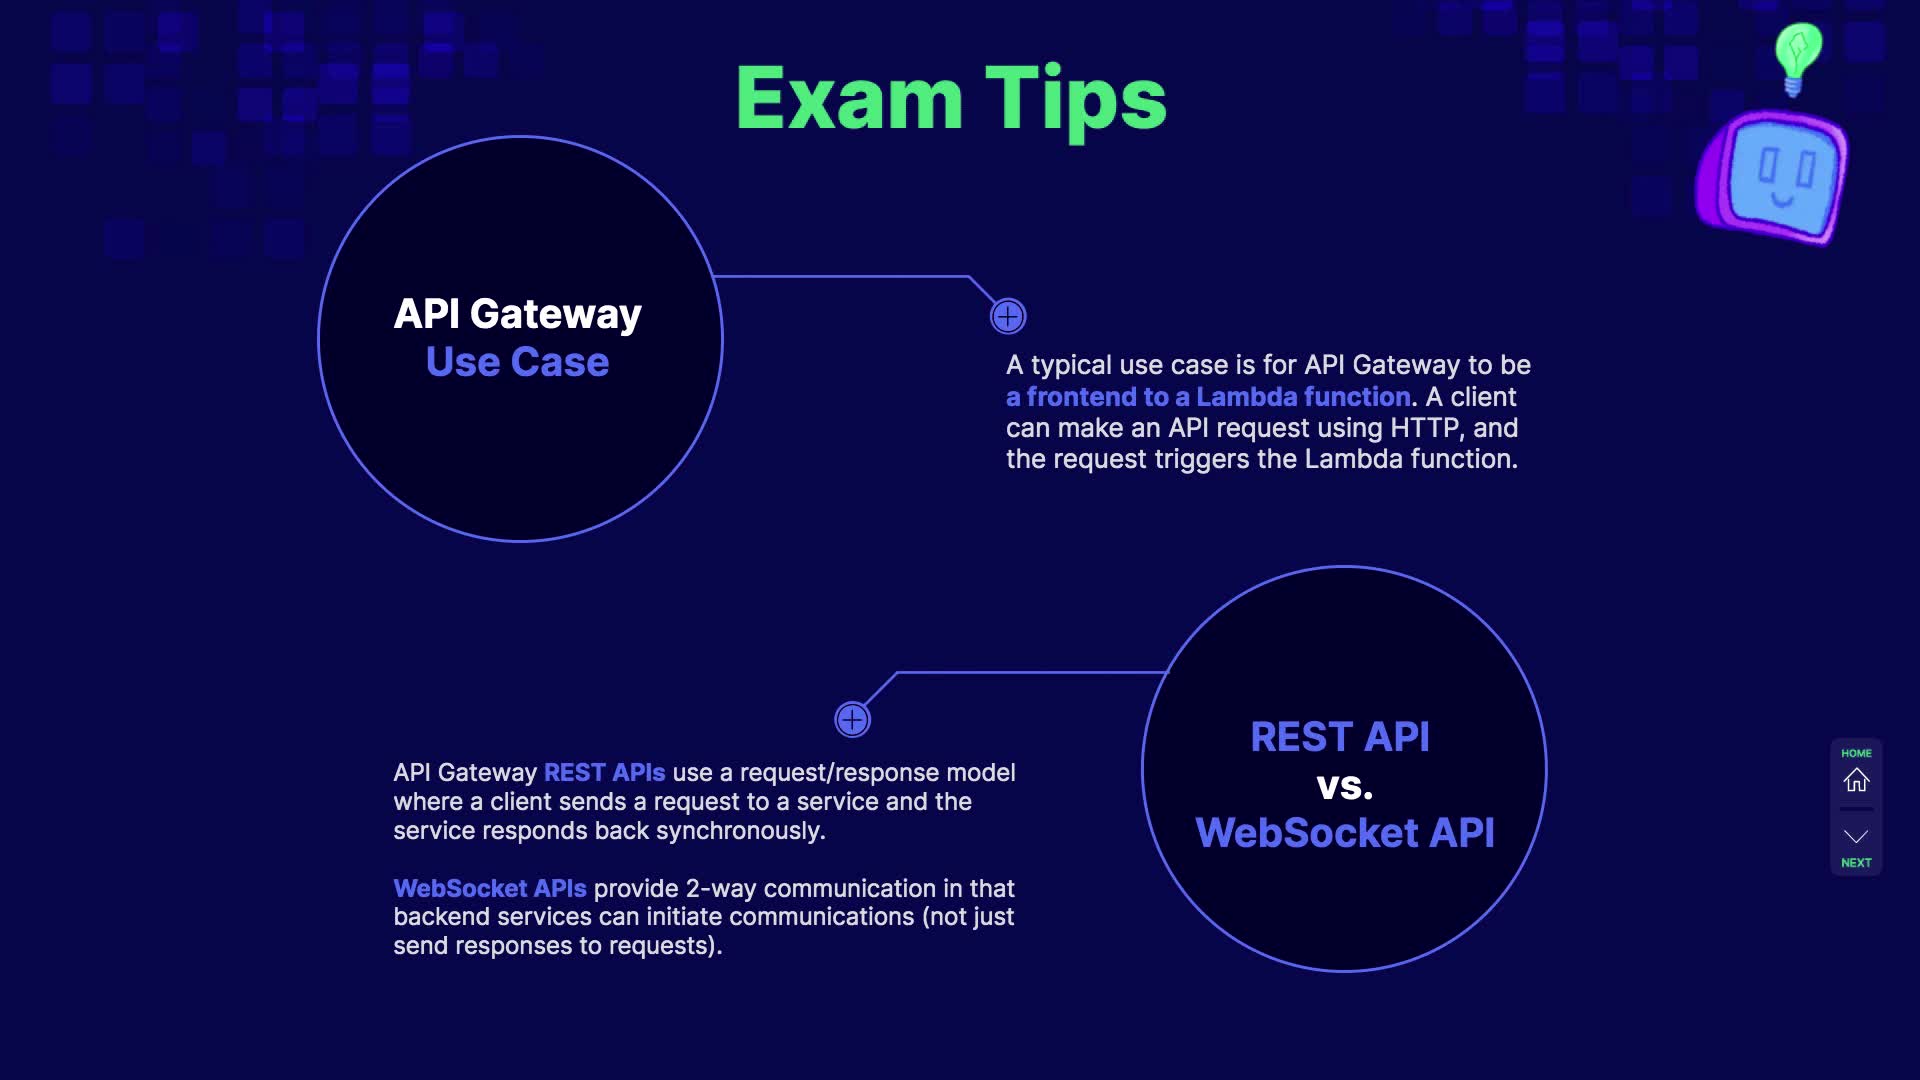 Exam Tips
API Gateway
Use Case
A typical use case is for API Gateway to be
a frontend to a Lambda function. A client
can make an API request using HTTP, and
the request triggers the Lambda function.
REST API
vs.
WebSocket API
API Gateway REST APIs use a request/response model
where a client sends a request to a service and the
service responds back synchronously.
WebSocket APIs provide 2-way communication in that
backend services can initiate communications (not just
send responses to requests).
HOME
NEXT